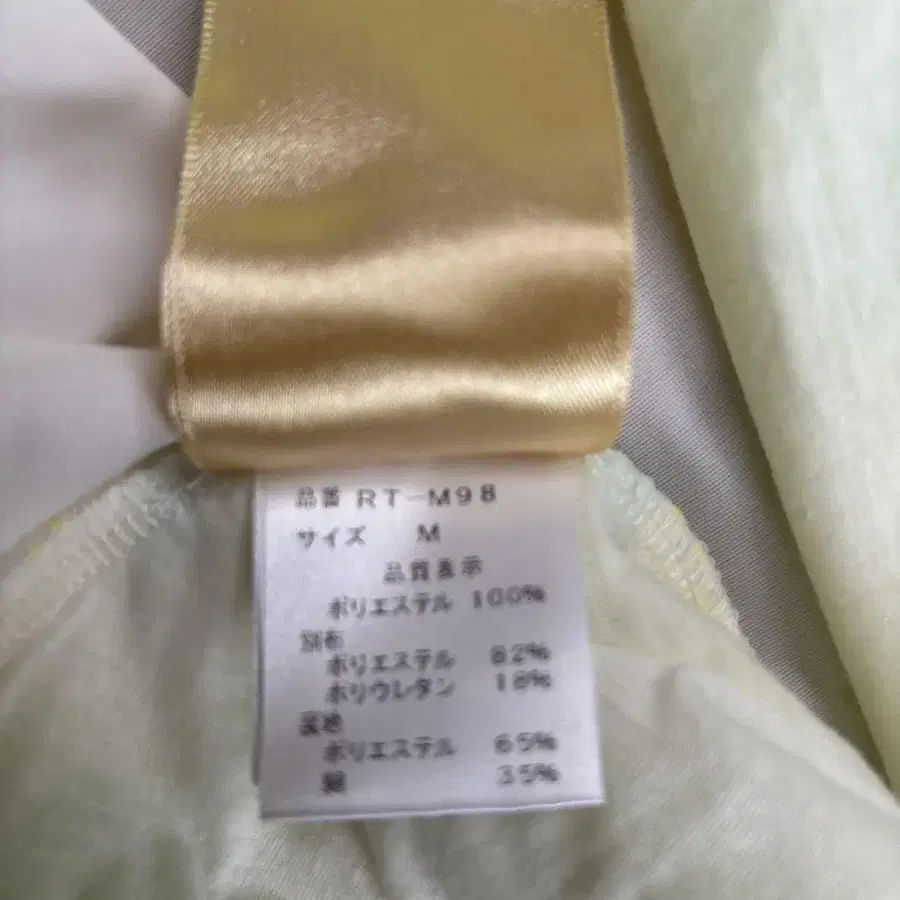 品番 RT-M98
サイズ M
品質表示
ポリエステル 100%
別布
ポリエステル 82%
ポリウレタン 18%
裏地
ポリエステル 65%
綿 35%